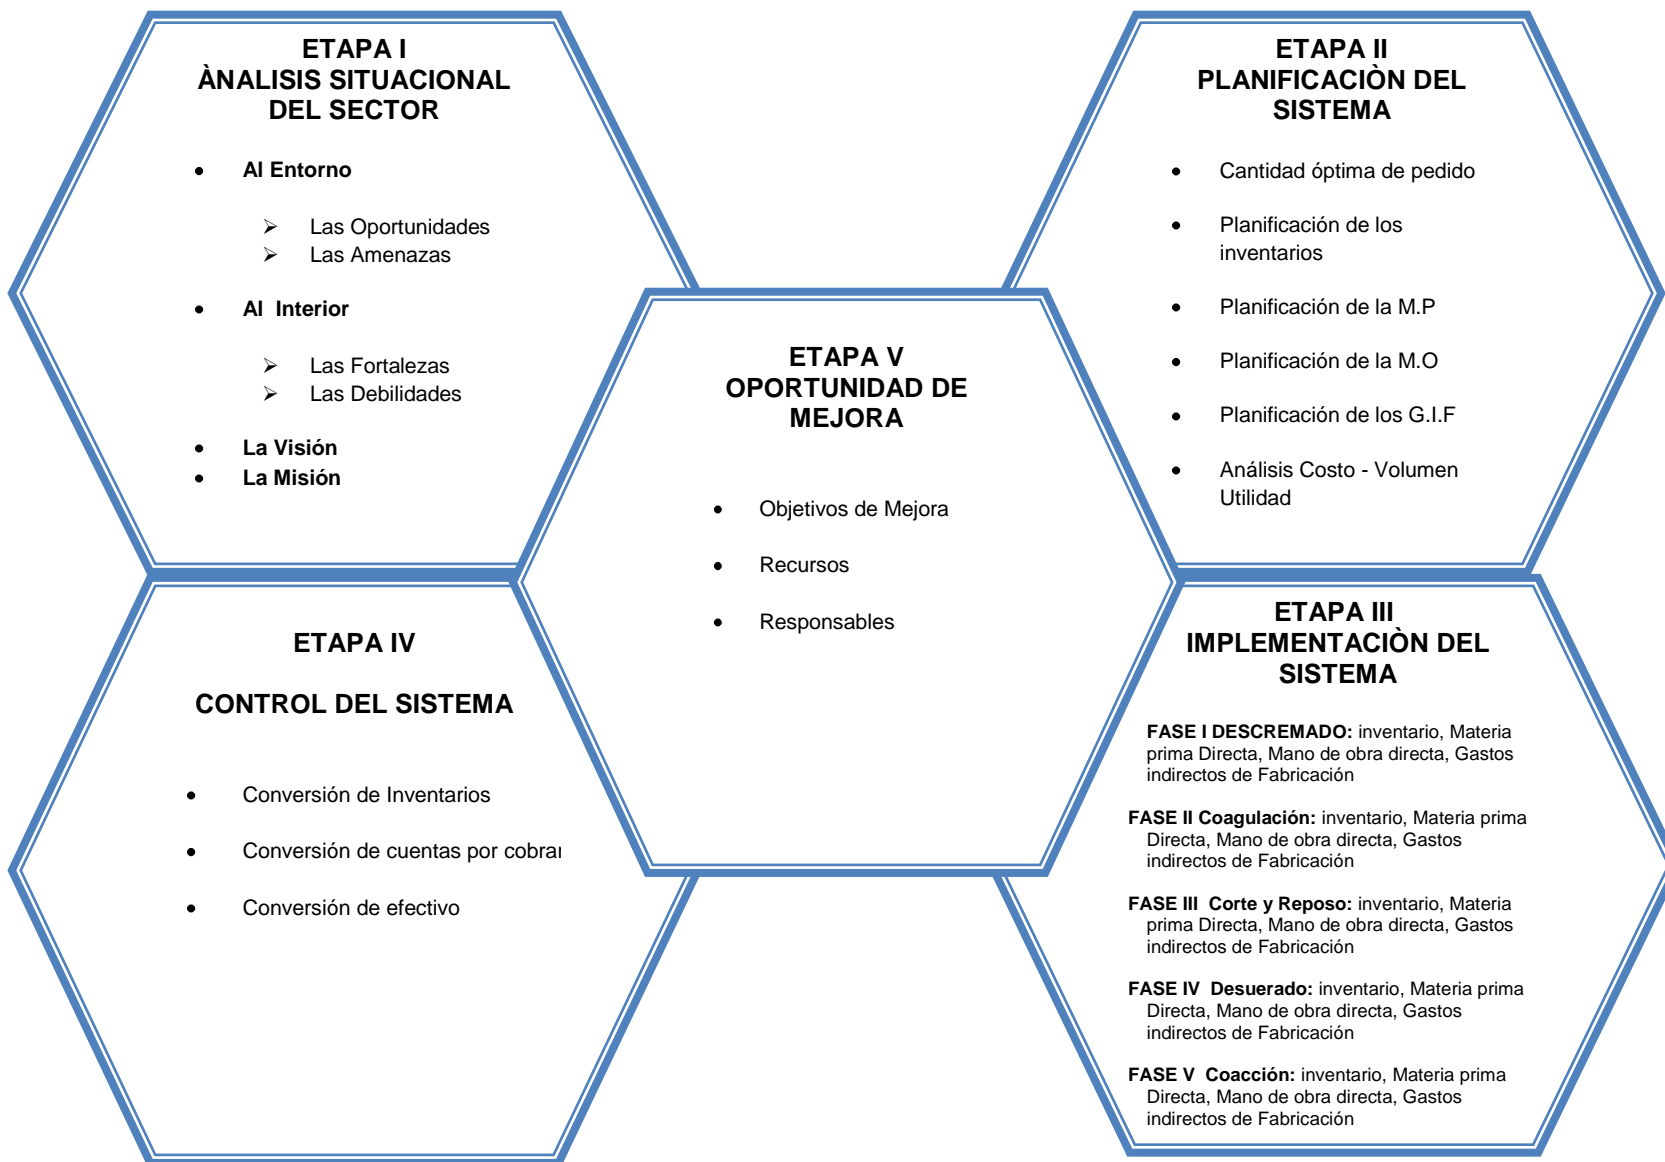 ETAPA I
ÀNALISIS SITUACIONAL
DEL SECTOR
• Al Entorno
➢ Las Oportunidades
➢ Las Amenazas
• Al Interior
➢ Las Fortalezas
➢ Las Debilidades
• La Visión
• La Misión
ETAPA II
PLANIFICACIÒN DEL
SISTEMA
• Cantidad óptima de pedido
• Planificación de los
inventarios
• Planificación de la M.P
• Planificación de la M.O
• Planificación de los G.I.F
• Análisis Costo - Volumen
Utilidad
ETAPA V
OPORTUNIDAD DE
MEJORA
• Objetivos de Mejora
• Recursos
• Responsables
ETAPA IV
CONTROL DEL SISTEMA
• Conversión de Inventarios
• Conversión de cuentas por cobrar
• Conversión de efectivo
ETAPA III
IMPLEMENTACIÒN DEL
SISTEMA
FASE I DESCREMADO: inventario, Materia
prima Directa, Mano de obra directa, Gastos
indirectos de Fabricación
FASE II Coagulación: inventario, Materia prima
Directa, Mano de obra directa, Gastos
indirectos de Fabricación
FASE III Corte y Reposo: inventario, Materia
prima Directa, Mano de obra directa, Gastos
indirectos de Fabricación
FASE IV Desuerado: inventario, Materia prima
Directa, Mano de obra directa, Gastos
indirectos de Fabricación
FASE V Coacción: inventario, Materia prima
Directa, Mano de obra directa, Gastos
indirectos de Fabricación